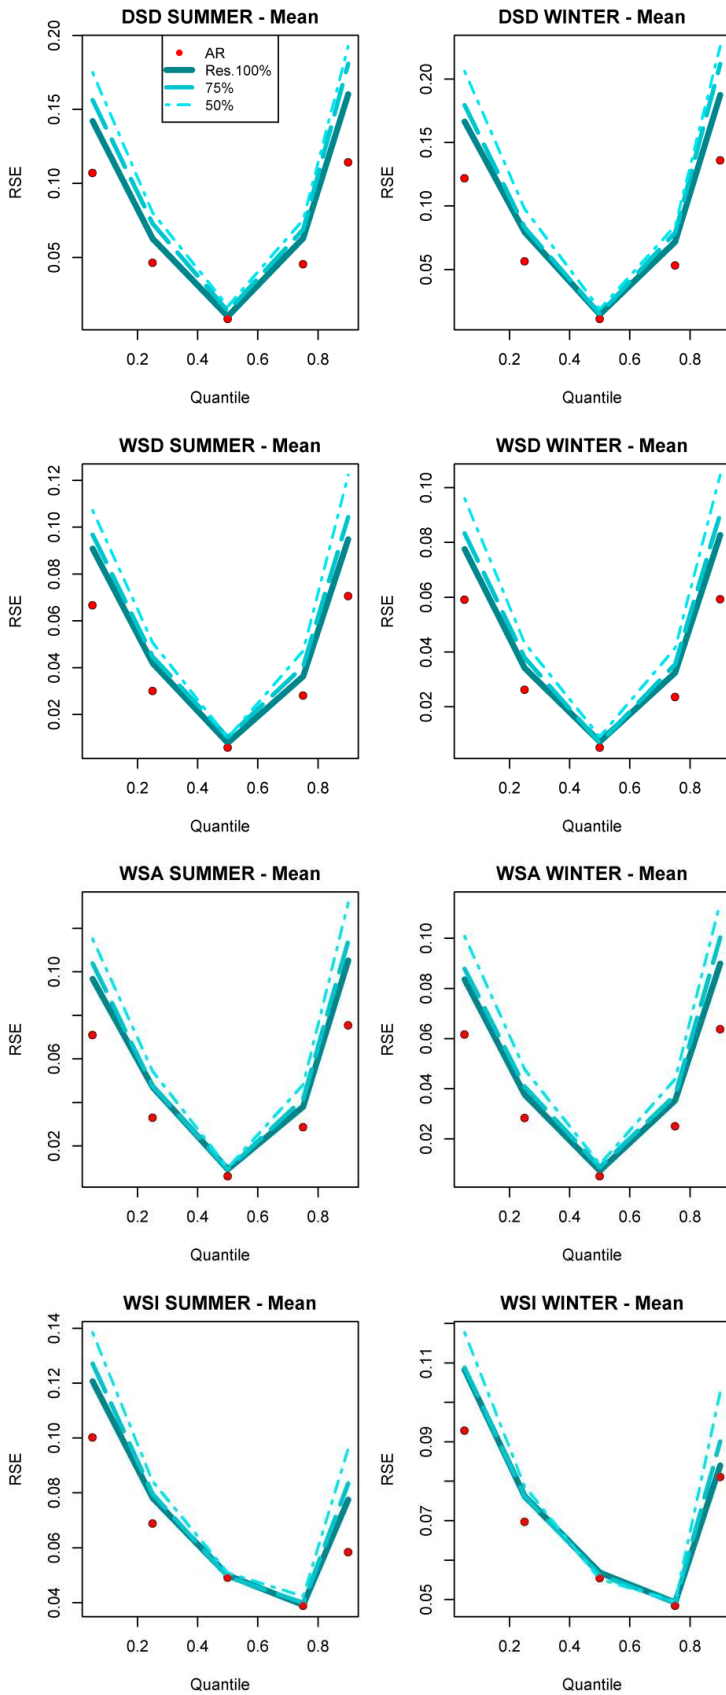 DSD SUMMER - Mean
0.20
0.15
0.10
0.05
RSE
AR
Res.100%
75%
50%
0.2 0.4 0.6 0.8
Quantile
DSD WINTER - Mean
0.20
0.15
0.10
0.05
RSE
0.2 0.4 0.6 0.8
Quantile
WSD SUMMER - Mean
0.12
0.10
0.08
0.06
0.04
0.02
RSE
0.2 0.4 0.6 0.8
Quantile
WSD WINTER - Mean
0.10
0.08
0.06
0.04
0.02
RSE
0.2 0.4 0.6 0.8
Quantile
WSA SUMMER - Mean
0.10
0.06
0.02
RSE
0.2 0.4 0.6 0.8
Quantile
WSA WINTER - Mean
0.10
0.08
0.06
0.04
0.02
RSE
0.2 0.4 0.6 0.8
Quantile
WSI SUMMER - Mean
0.14
0.12
0.10
0.08
0.06
0.04
RSE
0.2 0.4 0.6 0.8
Quantile
WSI WINTER - Mean
0.11
0.09
0.07
0.05
RSE
0.2 0.4 0.6 0.8
Quantile